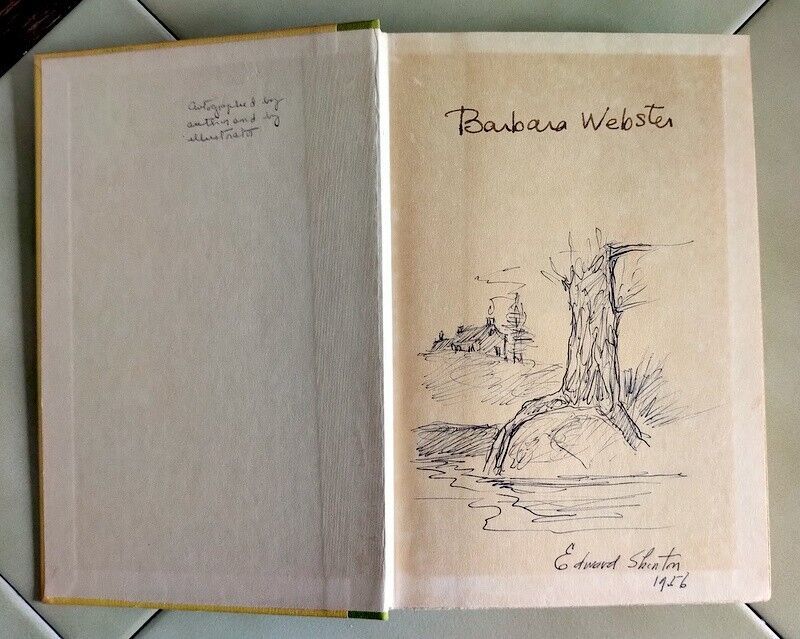 Autographed by
author and by
illustrator
Barbara Webster
Edward Shenton
1956